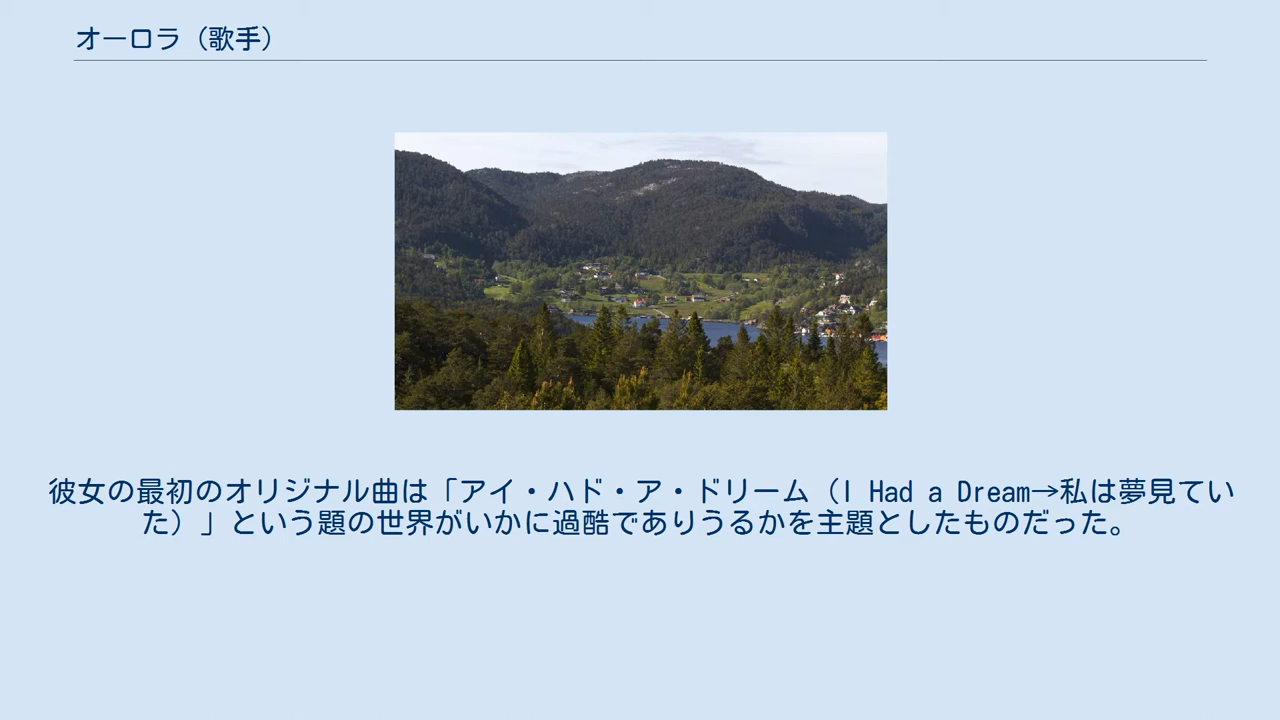 オーロラ（歌手）
彼女の最初のオリジナル曲は「アイ・ハド・ア・ドリーム（I Had a Dream→私は夢見てい
た）」という題の世界がいかに過酷でありうるかを主題としたものだった。